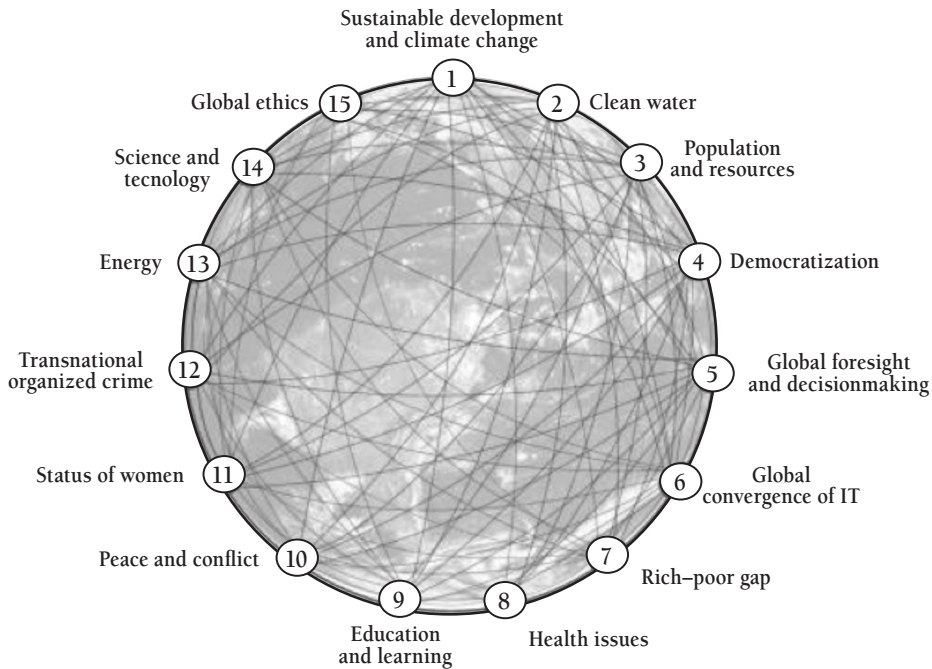 Sustainable development
and climate change
1
2
Clean water
3
Population
and resources
4
Democratization
5
Global foresight
and decisionmaking
6
Global
convergence of IT
7
Rich–poor gap
8
Health issues
9
Education
and learning
10
Peace and conflict
11
Status of women
12
Transnational
organized crime
13
Energy
14
Science and
tecnology
15
Global ethics